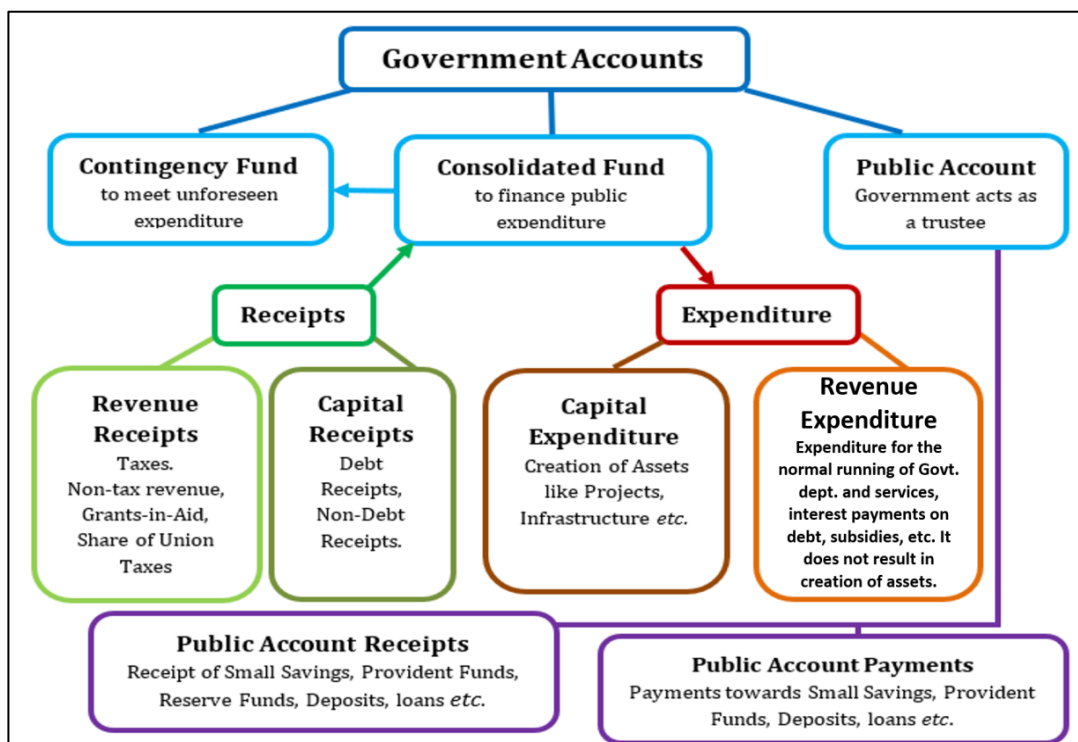 Government Accounts
Contingency Fund
to meet unforeseen
expenditure
Consolidated Fund
to finance public
expenditure
Public Account
Government acts as
a trustee
Receipts
Expenditure
Revenue
Receipts
Taxes.
Non-tax revenue,
Grants-in-Aid,
Share of Union
Taxes
Capital
Receipts
Debt
Receipts,
Non-Debt
Receipts.
Capital
Expenditure
Creation of Assets
like Projects,
Infrastructure etc.
Revenue
Expenditure
Expenditure for the
normal running of Govt.
dept. and services,
interest payments on
debt, subsidies, etc. It
does not result in
creation of assets.
Public Account Receipts
Receipt of Small Savings, Provident Funds,
Reserve Funds, Deposits, loans etc.
Public Account Payments
Payments towards Small Savings, Provident
Funds, Deposits, loans etc.